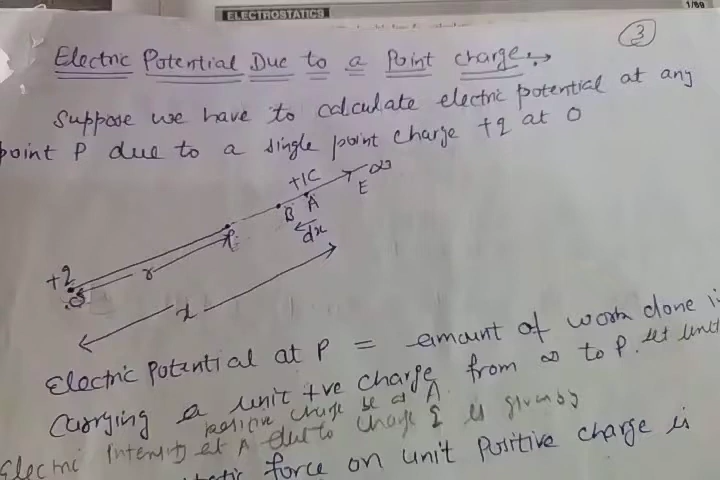 ELECTROSTATICS
1/69
3
Electric Potential Due to a Point charge :→
Suppose we have to calculate electric potential at any
point P due to a single point charge +q at O
+1C
∞
E
B A
dx
P
+q
O
r
x
Electric potential at P = amount of work done in
Carrying a unit +ve charge from ∞ to P. Let unit
positive charge be at A.
Electric Intensity at A due to charge q is given by
force on unit Positive charge is